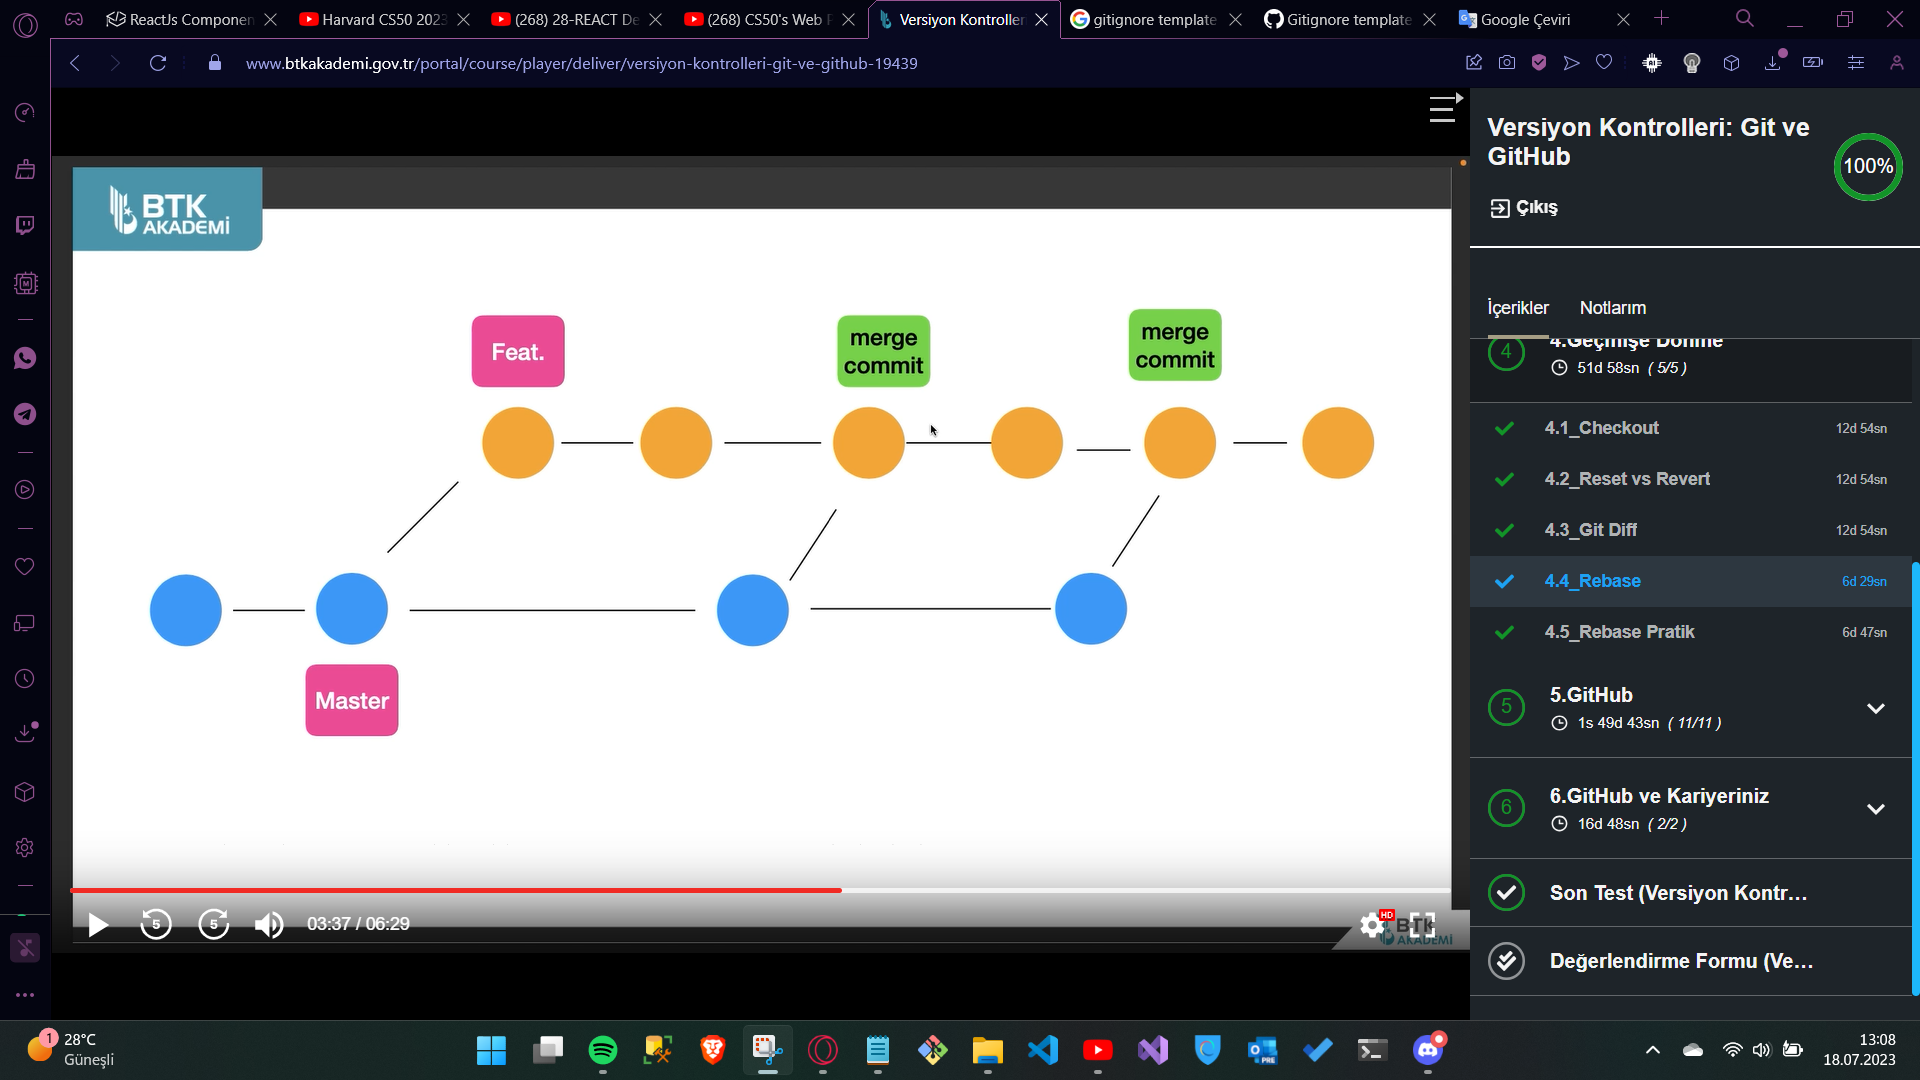 ReactJs Componen
Harvard CS50 2023
(268) 28-REACT De
(268) CS50's Web P
Versiyon Kontroller
gitignore template
Gitignore template
Google Çeviri
www.btkakademi.gov.tr/portal/course/player/deliver/versiyon-kontrolleri-git-ve-github-19439
BTK
AKADEMİ
Feat.
merge
commit
merge
commit
Master
03:37 / 06:29
HD
BTK
AKADEMİ
Versiyon Kontrolleri: Git ve
GitHub
100%
Çıkış
İçerikler
Notlarım
4
4.Geçmişe Dönme
51d 58sn ( 5/5 )
4.1_Checkout 12d 54sn
4.2_Reset vs Revert 12d 54sn
4.3_Git Diff 12d 54sn
4.4_Rebase 6d 29sn
4.5_Rebase Pratik 6d 47sn
5
5.GitHub
1s 49d 43sn ( 11/11 )
6
6.GitHub ve Kariyeriniz
16d 48sn ( 2/2 )
Son Test (Versiyon Kontr...
Değerlendirme Formu (Ve...
1
28°C
Güneşli
PRE
13:08
18.07.2023